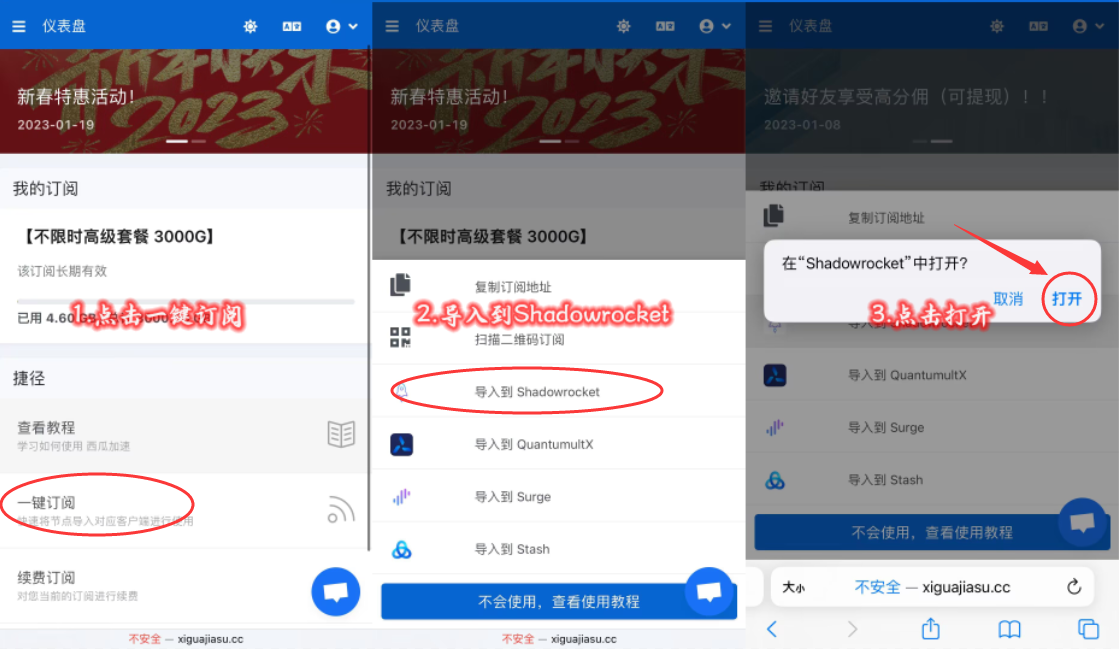 仪表盘
新年快乐
2023
新春特惠活动!
2023-01-19
我的订阅
【不限时高级套餐 3000G】
该订阅长期有效
已用 4.60
1.点击一键订阅
捷径
查看教程
学习如何使用 西瓜加速
一键订阅
快速将节点导入对应客户端进行使用
续费订阅
对您当前的订阅进行续费
不安全 — xiguajiasu.cc
仪表盘
2023
新春特惠活动!
2023-01-19
我的订阅
【不限时高级套餐 3000G】
复制订阅地址
2.导入到Shadowrocket
扫描二维码订阅
导入到 Shadowrocket
导入到 QuantumultX
导入到 Surge
导入到 Stash
不会使用，查看使用教程
不安全 — xiguajiasu.cc
仪表盘
邀请好友享受高分佣（可提现）！！
2023-01-08
我的订阅
复制订阅地址
在“Shadowrocket”中打开?
取消
打开
3.点击打开
导入到 Shadowrocket
导入到 QuantumultX
导入到 Surge
导入到 Stash
不会使用，查看使用教程
大小
不安全 — xiguajiasu.cc